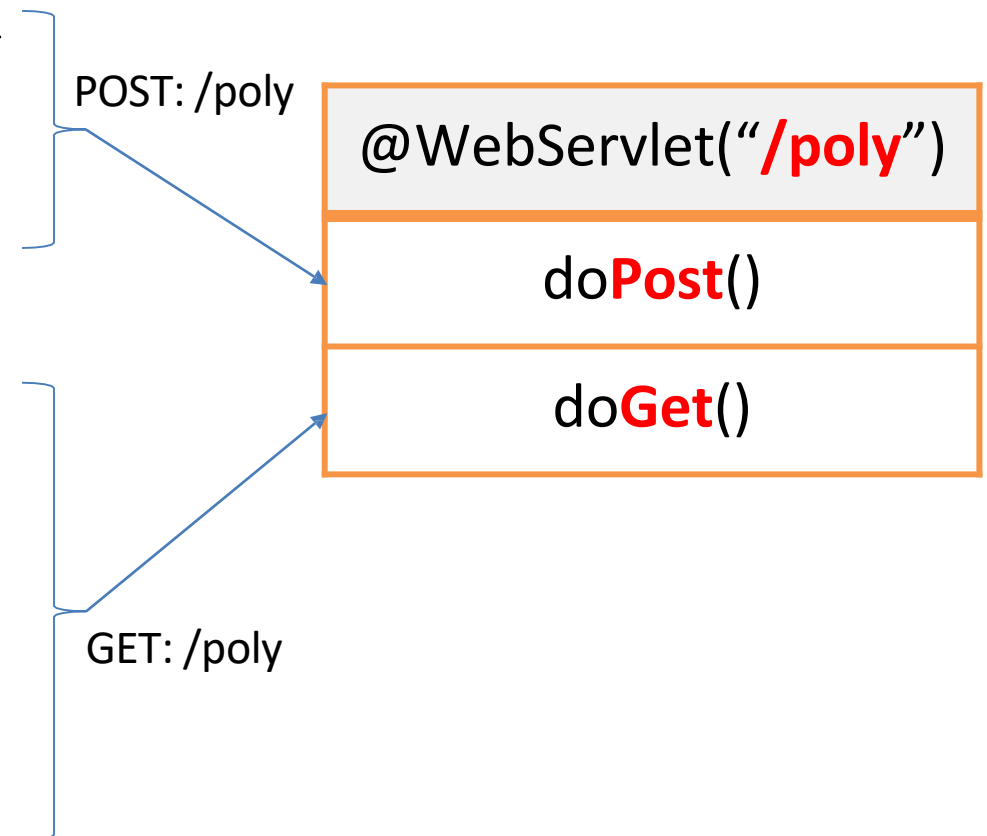 POST: /poly
@WebServlet(“/poly”)
doPost()
doGet()
GET: /poly